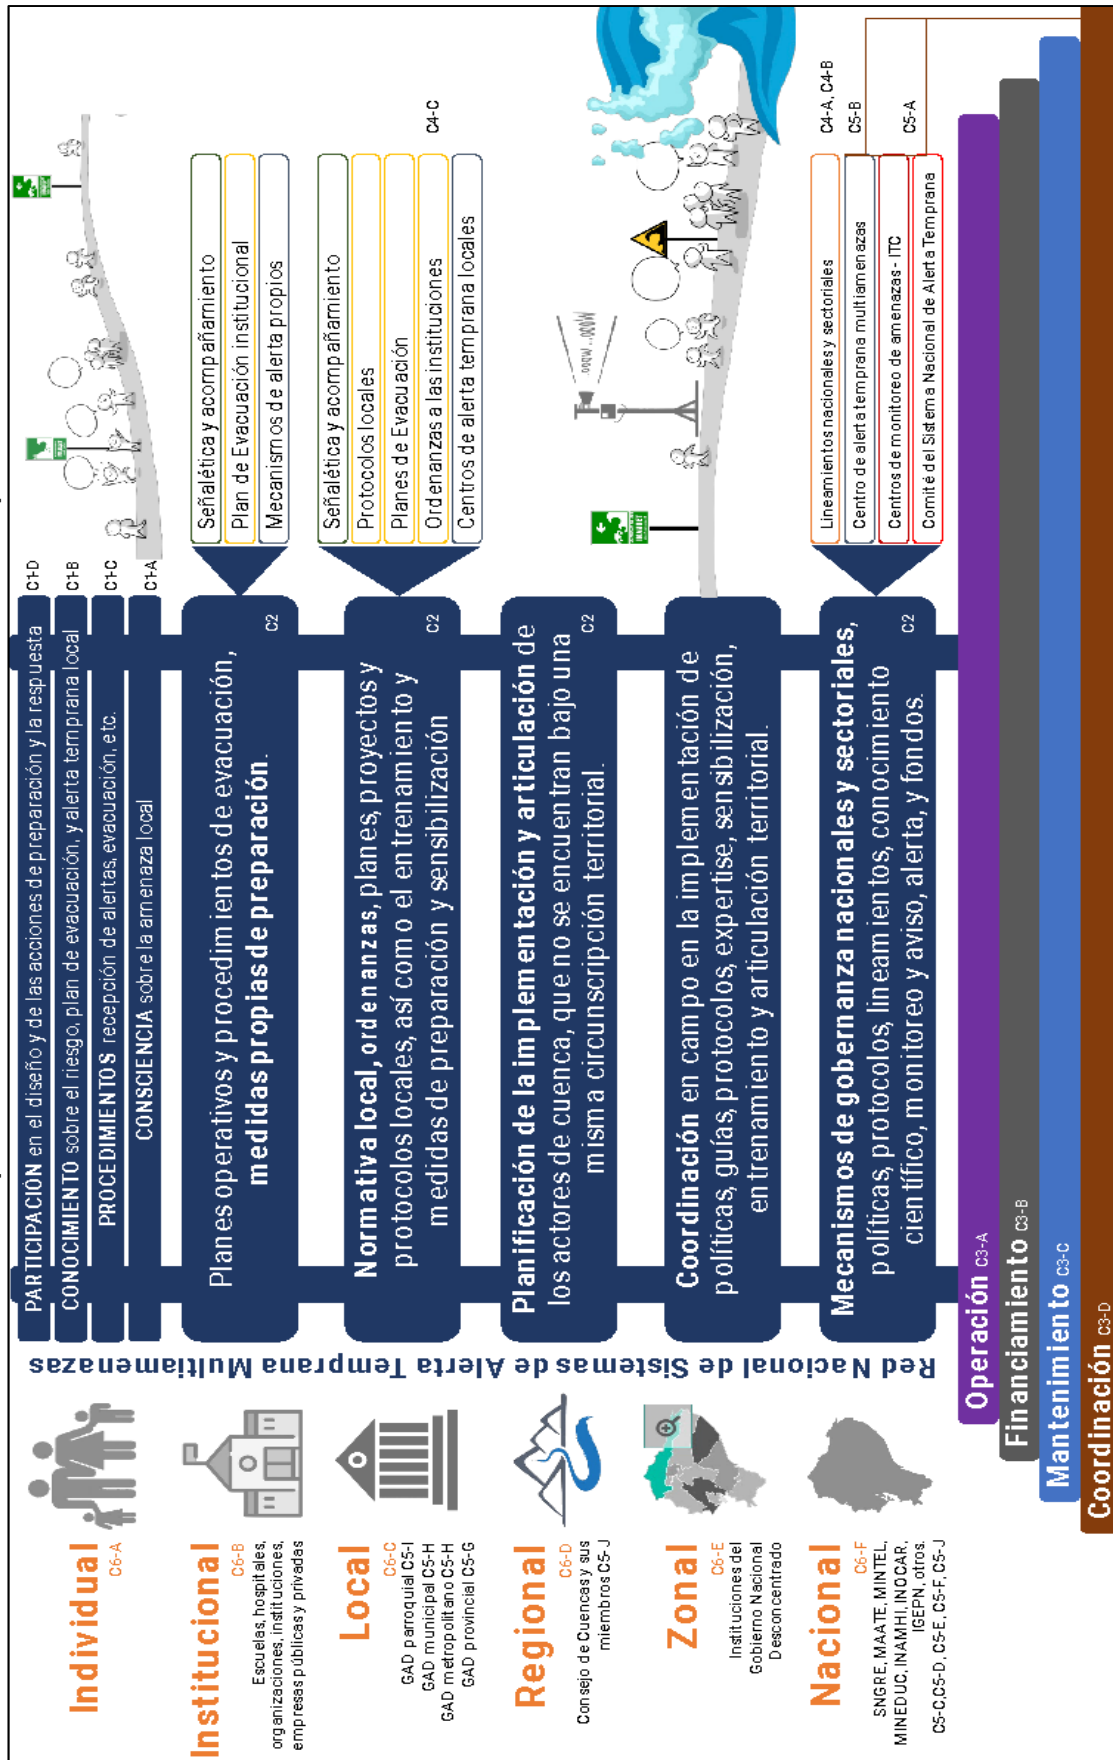 Individual
C6-A
PARTICIPACIÓN en el diseño y de las acciones de preparación y la respuesta
C1-D
CONOCIMIENTO sobre el riesgo, plan de evacuación, y alerta temprana local
C1-B
PROCEDIMIENTOS recepción de alertas, evacuación, etc.
C1-C
CONSCIENCIA sobre la amenaza local
C1-A
Institucional
C6-B
Escuelas, hospitales,
organizaciones, instituciones,
empresas públicas y privadas
Planes operativos y procedimientos de evacuación,
medidas propias de preparación.
C2
Señalética y acompañamiento
Plan de Evacuación institucional
Mecanismos de alerta propios
Local
C6-C
GAD parroquial C5-I
GAD municipal C5-H
GAD metropolitano C5-H
GAD provincial C5-G
Normativa local, ordenanzas, planes, proyectos y
protocolos locales, así como el entrenamiento y
medidas de preparación y sensibilización
C2
Señalética y acompañamiento
Protocolos locales
Planes de Evacuación
Ordenanzas a las instituciones
C4-C
Centros de alerta temprana locales
Regional
C6-D
Consejo de Cuencas y sus
miembros C5-J
Planificación de la implementación y articulación de
los actores de cuenca, que no se encuentran bajo una
misma circunscripción territorial.
C2
Zonal
C6-E
Instituciones del
Gobierno Nacional
Desconcentrado
Coordinación en campo en la implementación de
políticas, guías, protocolos, expertise, sensibilización,
entrenamiento y articulación territorial.
Nacional
C6-F
SNGRE, MAATE, MINTEL,
MINEDUC, INAMHI, INOCAR,
IGEPN, otros.
C5-C,C5-D, C5-E, C5-F, C5-J
Mecanismos de gobernanza nacionales y sectoriales,
políticas, protocolos, lineamientos, conocimiento
científico, monitoreo y aviso, alerta, y fondos.
C2
Lineamientos nacionales y sectoriales
C4-A, C4-B
Centro de alerta temprana multiamenazas
C5-B
Centros de monitoreo de amenazas - ITC
Comité del Sistema Nacional de Alerta Temprana
C5-A
Red Nacional de Sistemas de Alerta Temprana Multiamenazas
Operación C3-A
Financiamiento C3-B
Mantenimiento C3-C
Coordinación C3-D